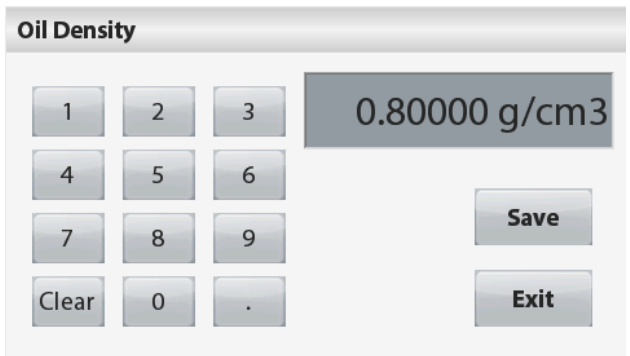 Oil Density
0.80000 g/cm3
1 2 3
4 5 6
7 8 9
Clear 0 .
Save
Exit